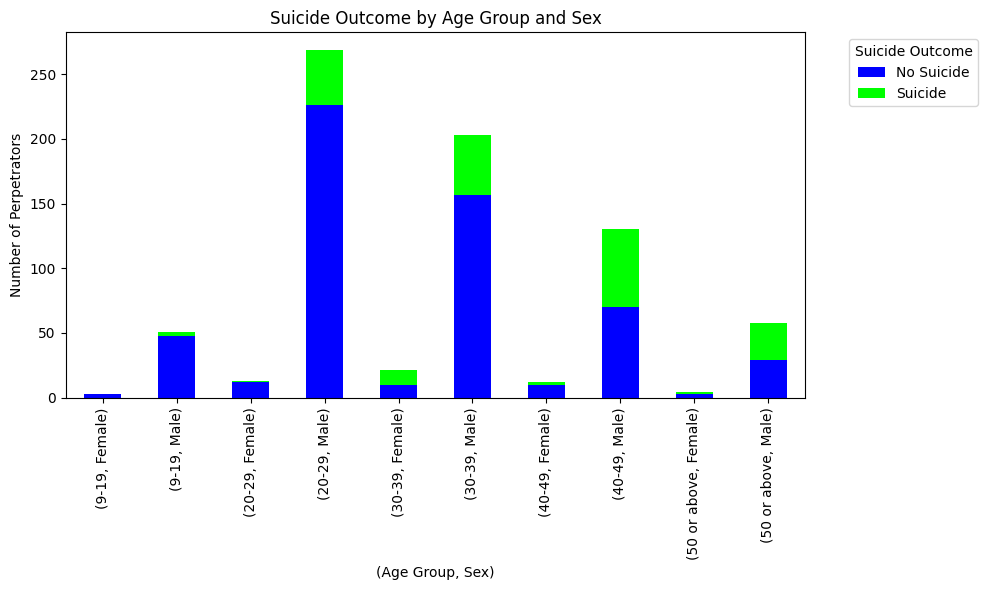 Suicide Outcome by Age Group and Sex
Suicide Outcome
No Suicide
Suicide
Number of Perpetrators
250
200
150
100
50
0
(9-19, Female)
(9-19, Male)
(20-29, Female)
(20-29, Male)
(30-39, Female)
(30-39, Male)
(40-49, Female)
(40-49, Male)
(50 or above, Female)
(50 or above, Male)
(Age Group, Sex)